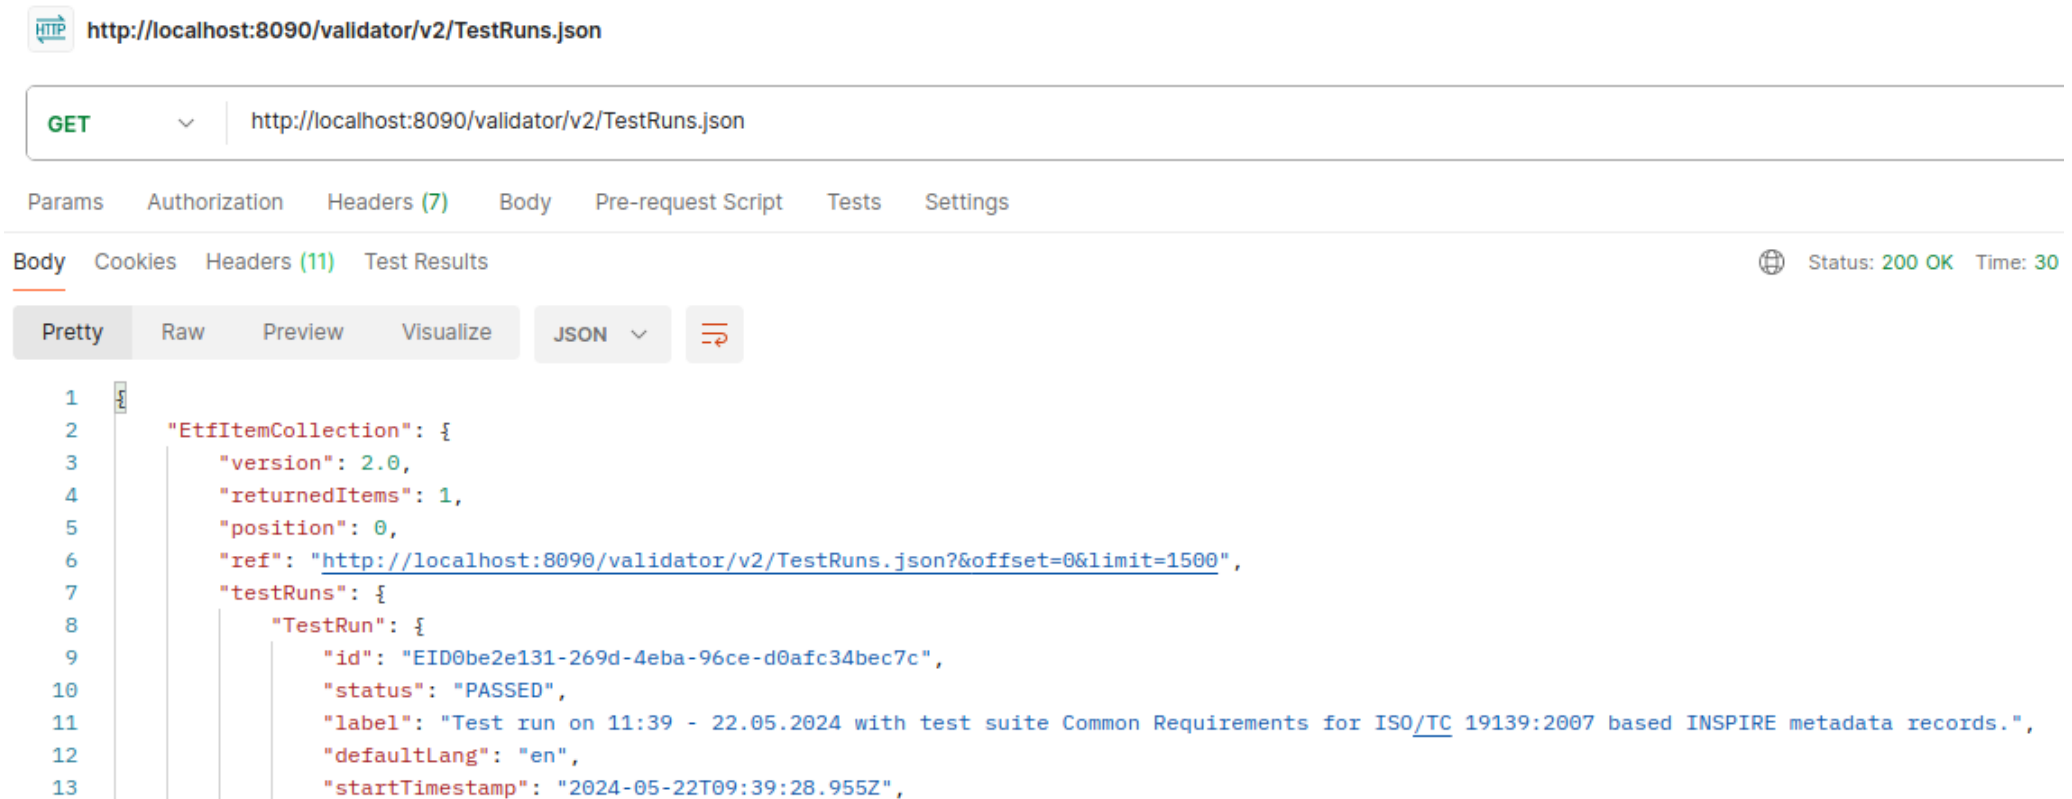 HTTP http://localhost:8090/validator/v2/TestRuns.json
GET http://localhost:8090/validator/v2/TestRuns.json
Params Authorization Headers (7) Body Pre-request Script Tests Settings
Body Cookies Headers (11) Test Results Status: 200 OK Time: 30
Pretty Raw Preview Visualize JSON
1 {
2 "EtfItemCollection": {
3 "version": 2.0,
4 "returnedItems": 1,
5 "position": 0,
6 "ref": "http://localhost:8090/validator/v2/TestRuns.json?&offset=0&limit=1500",
7 "testRuns": {
8 "TestRun": {
9 "id": "EID0be2e131-269d-4eba-96ce-d0afc34bec7c",
10 "status": "PASSED",
11 "label": "Test run on 11:39 - 22.05.2024 with test suite Common Requirements for ISO/TC 19139:2007 based INSPIRE metadata records.",
12 "defaultLang": "en",
13 "startTimestamp": "2024-05-22T09:39:28.955Z",